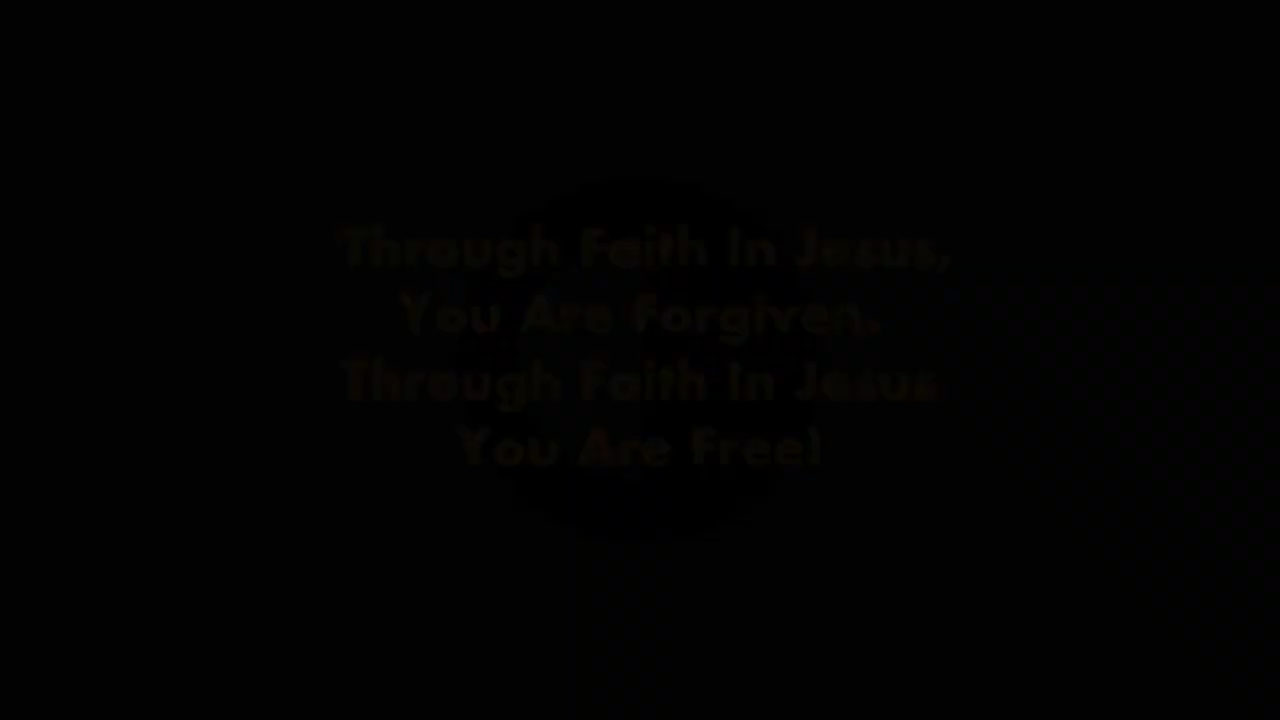 Through Faith In Jesus,
You Are Forgiven.
Through Faith In Jesus
You Are Free!